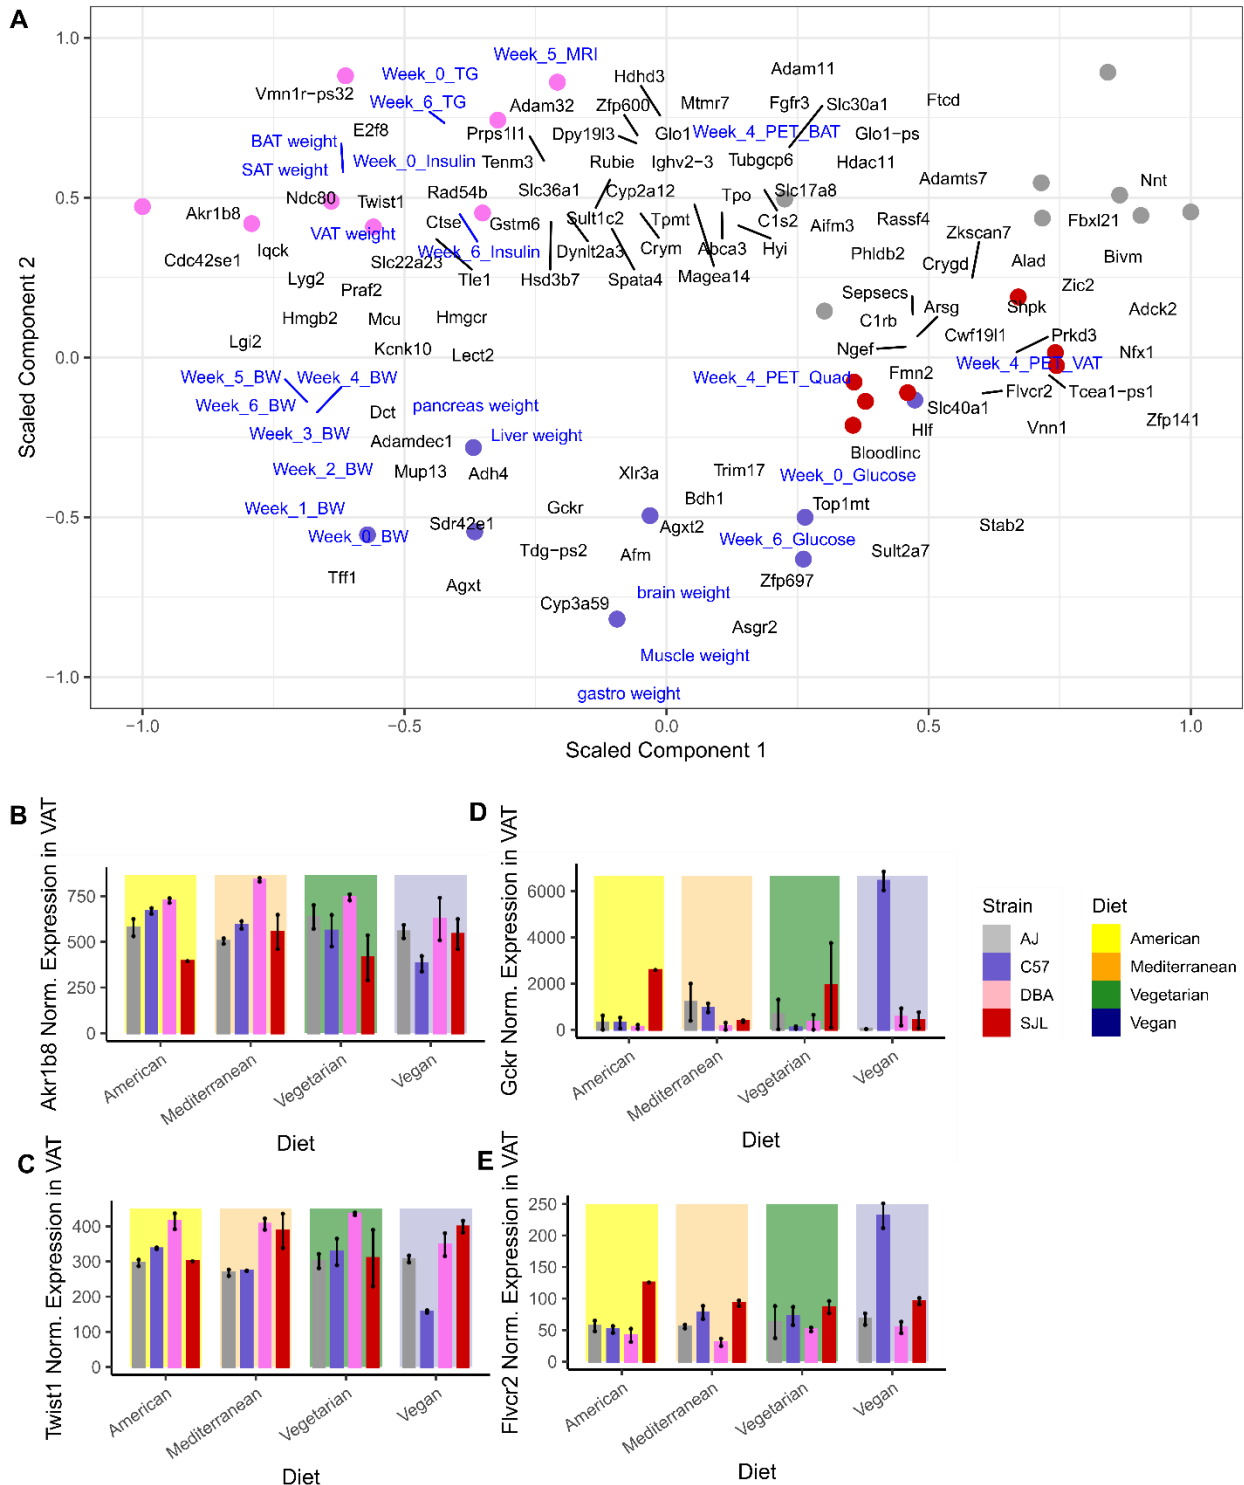 A
Week_5_MRI
Week_0_TG
Hdhd3
Adam11
Vmn1r−ps32
Week_6_TG
Adam32
Zfp600
Mtmr7
Fgfr3
Slc30a1
Ftcd
E2f8
Prps1l1
Dpy19l3
Glo1
Week_4_PET_BAT
Glo1−ps
BAT weight
Week_0_Insulin
Tenm3
Rubie
Ighv2−3
Tubgcp6
Hdac11
SAT weight
Adamts7
Nnt
Ndc80
Twist1
Rad54b
Slc36a1
Cyp2a12
Tpo
Slc17a8
Akr1b8
Ctse
Gstm6
Sult1c2
Tpmt
C1s2
Aifm3
Rassf4
Fbxl21
VAT weight
Zkscan7
Iqck
Week_6_Insulin
Dynlt2a3
Crym
Abca3
Hyi
Phldb2
Bivm
Cdc42se1
Slc22a23
Crygd
Alad
Lyg2
Tle1
Hsd3b7
Spata4
Magea14
Zic2
Praf2
Sepsecs
Arsg
Shpk
Adck2
Hmgb2
Mcu
Hmgcr
C1rb
Lgi2
Kcnk10
Lect2
Ngef
Cwf19l1
Prkd3
Nfx1
Week_5_BW
Week_4_BW
Week_4_PET_Quad
Fmn2
Week_4_PET_VAT
Week_6_BW
Dct
pancreas weight
Slc40a1
Flvcr2
Tcea1−ps1
Week_3_BW
Adamdec1
Liver weight
Hlf
Vnn1
Zfp141
Bloodlinc
Week_2_BW
Mup13
Adh4
Xlr3a
Trim17
Week_0_Glucose
Week_1_BW
Gckr
Bdh1
Top1mt
Week_0_BW
Sdr42e1
Agxt2
Week_6_Glucose
Stab2
Tdg−ps2
Afm
Sult2a7
Tff1
Agxt
Zfp697
Cyp3a59
brain weight
Asgr2
Muscle weight
gastro weight
1.0
0.5
0.0
−0.5
−1.0
Scaled Component 2
−1.0
−0.5
0.0
0.5
1.0
Scaled Component 1
B
Akr1b8 Norm. Expression in VAT
750
500
250
0
American
Mediterranean
Vegetarian
Vegan
Diet
D
Gckr Norm. Expression in VAT
6000
4000
2000
0
American
Mediterranean
Vegetarian
Vegan
Diet
Strain
AJ
C57
DBA
SJL
Diet
American
Mediterranean
Vegetarian
Vegan
C
Twist1 Norm. Expression in VAT
400
300
200
100
0
American
Mediterranean
Vegetarian
Vegan
Diet
E
Flvcr2 Norm. Expression in VAT
250
200
150
100
50
0
American
Mediterranean
Vegetarian
Vegan
Diet